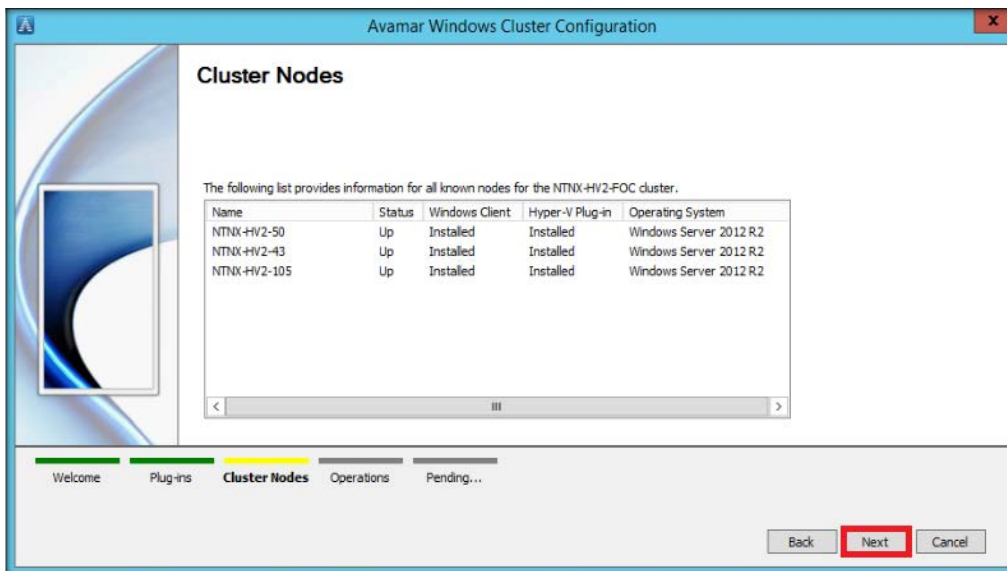 Avamar Windows Cluster Configuration
x
Cluster Nodes
The following list provides information for all known nodes for the NTNX-HV2-FOC cluster.
Name Status Windows Client Hyper-V Plug-in Operating System
NTNX-HV2-50 Up Installed Installed Windows Server 2012 R2
NTNX-HV2-43 Up Installed Installed Windows Server 2012 R2
NTNX-HV2-105 Up Installed Installed Windows Server 2012 R2
Welcome Plug-ins Cluster Nodes Operations Pending...
Back Next Cancel